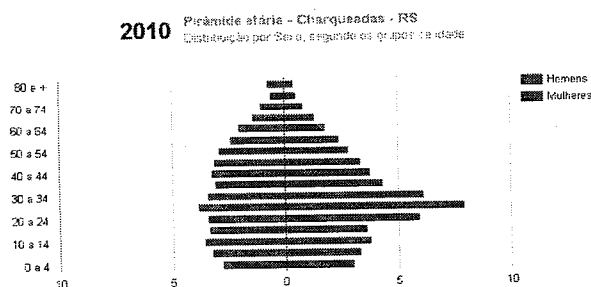 2010
Pirâmide etária - Charqueadas - RS
Distribuição por Sexo, segundo os grupos de idade
Homens
Mulheres
80 e +
70 a 74
60 a 64
50 a 54
40 a 44
30 a 34
20 a 24
10 a 14
0 a 4
10 5 0 5 10